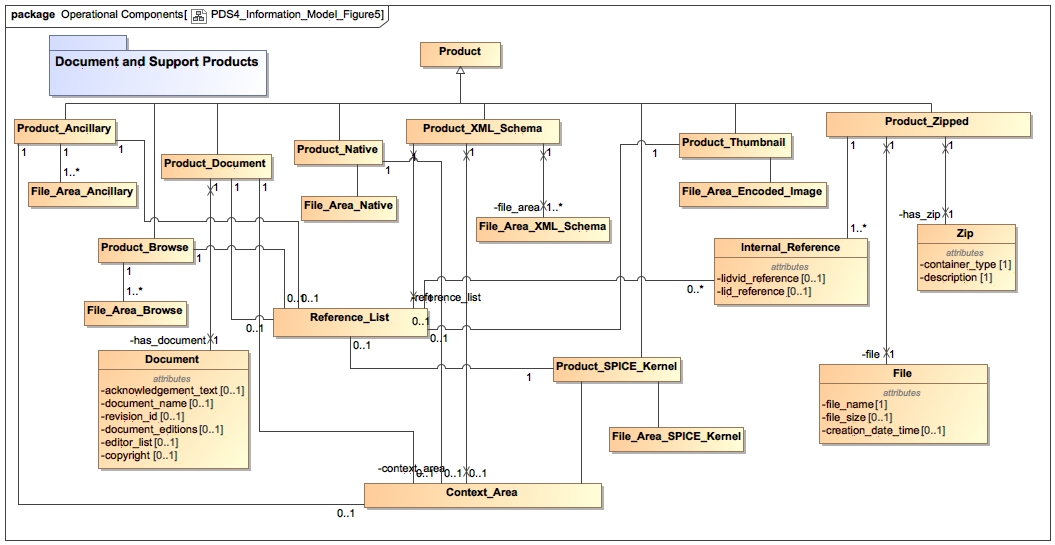 package Operational Components[ PDS4_Information_Model_Figure5]
Document and Support Products
Product
Product_Ancillary
Product_XML_Schema
Product_Zipped
Product_Native
Product_Thumbnail
Product_Document
1
1
1
1
1
1
1
1
1
1
1
1
1
1
1..*
File_Area_Ancillary
File_Area_Native
File_Area_Encoded_Image
-file_area 1..*
File_Area_XML_Schema
-has_zip 1
Zip
attributes
-container_type [1]
-description [1]
1..*
Product_Browse
1
1
1..*
File_Area_Browse
Internal_Reference
attributes
-lidvid_reference [0..1]
-lid_reference [0..1]
0..*
0..1
0..1
-reference_list
Reference_List
0..1
0..1
0..1
0..1
-has_document 1
Document
attributes
-acknowledgement_text [0..1]
-document_name [0..1]
-revision_id [0..1]
-document_editions [0..1]
-editor_list [0..1]
-copyright [0..1]
Product_SPICE_Kernel
1
File_Area_SPICE_Kernel
-file 1
File
attributes
-file_name [1]
-file_size [0..1]
-creation_date_time [0..1]
-context_area
0..1
0..1
0..1
Context_Area
0..1